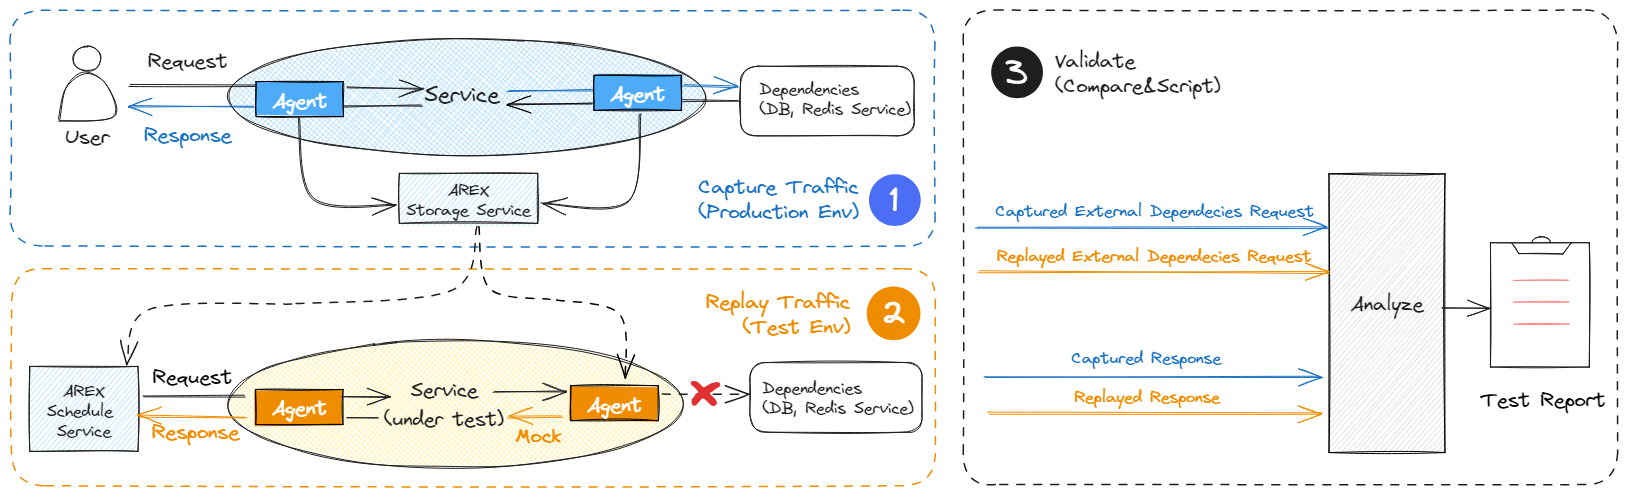 Request
Agent
Service
Agent
Dependencies
(DB, Redis Service)
User
Response
AREX
Storage Service
Capture Traffic
(Production Env)
1
Replay Traffic
(Test Env)
2
AREX
Schedule
Service
Request
Response
Agent
Service
(under test)
Mock
Agent
Dependencies
(DB, Redis Service)
3
Validate
(Compare&Script)
Captured External Dependecies Request
Replayed External Dependecies Request
Captured Response
Replayed Response
Analyze
Test Report